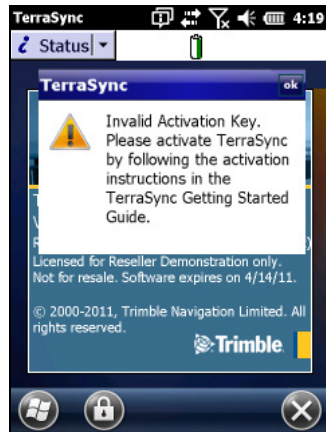 TerraSync 4:19
Status
TerraSync ok
Invalid Activation Key.
Please activate TerraSync
by following the activation
instructions in the
TerraSync Getting Started
Guide.
Licensed for Reseller Demonstration only.
Not for resale. Software expires on 4/14/11.
© 2000-2011, Trimble Navigation Limited. All
rights reserved.
Trimble